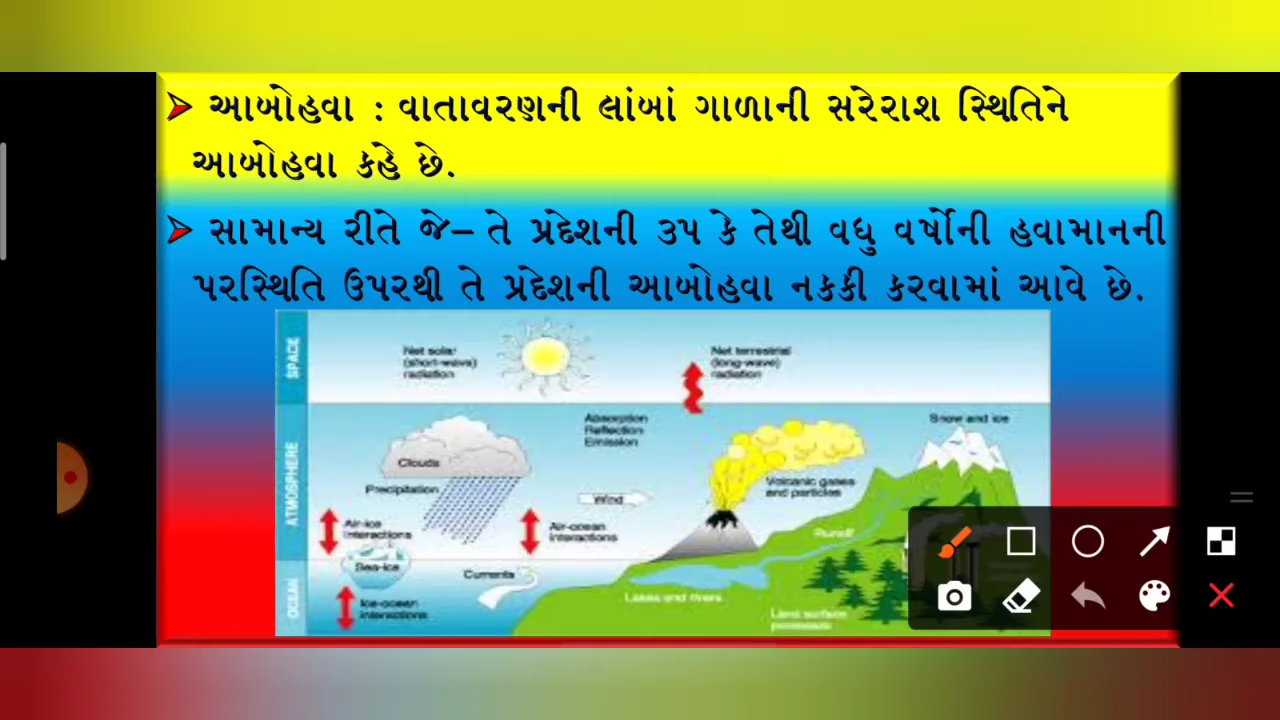 આબોહવા : વાતાવરણની લાંબાં ગાળાની સરેરાશ સ્થિતિને
આબોહવા કહે છે.
સામાન્ય રીતે જે– તે પ્રદેશની ૩૫ કે તેથી વધુ વર્ષોની હવામાનની
પરસ્થિતિ ઉપરથી તે પ્રદેશની આબોહવા નકકી કરવામાં આવે છે.
SPACE
Net solar
(short-wave)
radiation
Net terrestrial
(long-wave)
radiation
ATMOSPHERE
Absorption
Reflection
Emission
Snow and ice
Clouds
Precipitation
Wind
Volcanic gases
and particles
Air-ice
interactions
Air-ocean
interactions
Runoff
OCEAN
Sea-ice
Currents
Lakes and rivers
Ice-ocean
interactions
Land surface
processes